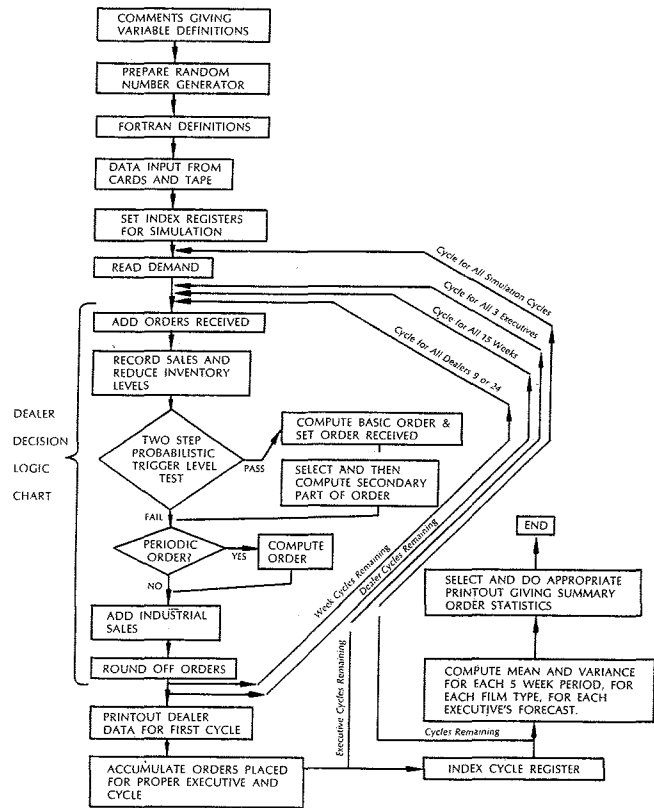 COMMENTS GIVING
VARIABLE DEFINITIONS
PREPARE RANDOM
NUMBER GENERATOR
FORTRAN DEFINITIONS
DATA INPUT FROM
CARDS AND TAPE
SET INDEX REGISTERS
FOR SIMULATION
READ DEMAND
Cycle for All Simulation Cycles
Cycle for All 3 Executives
Cycle for All 15 Weeks
Cycle for All Dealers 9 or 24
ADD ORDERS RECEIVED
RECORD SALES AND
REDUCE INVENTORY
LEVELS
DEALER
DECISION
LOGIC
CHART
TWO STEP
PROBABILISTIC
TRIGGER LEVEL
TEST
PASS
FAIL
COMPUTE BASIC ORDER &
SET ORDER RECEIVED
SELECT AND THEN
COMPUTE SECONDARY
PART OF ORDER
PERIODIC
ORDER?
YES
NO
COMPUTE
ORDER
ADD INDUSTRIAL
SALES
ROUND OFF ORDERS
Week Cycles Remaining
Dealer Cycles Remaining
Executive Cycles Remaining
PRINTOUT DEALER
DATA FOR FIRST CYCLE
ACCUMULATE ORDERS PLACED
FOR PROPER EXECUTIVE AND
CYCLE
INDEX CYCLE REGISTER
Cycles Remaining
COMPUTE MEAN AND VARIANCE
FOR EACH 5 WEEK PERIOD, FOR
EACH FILM TYPE, FOR EACH
EXECUTIVE'S FORECAST.
SELECT AND DO APPROPRIATE
PRINTOUT GIVING SUMMARY
ORDER STATISTICS
END